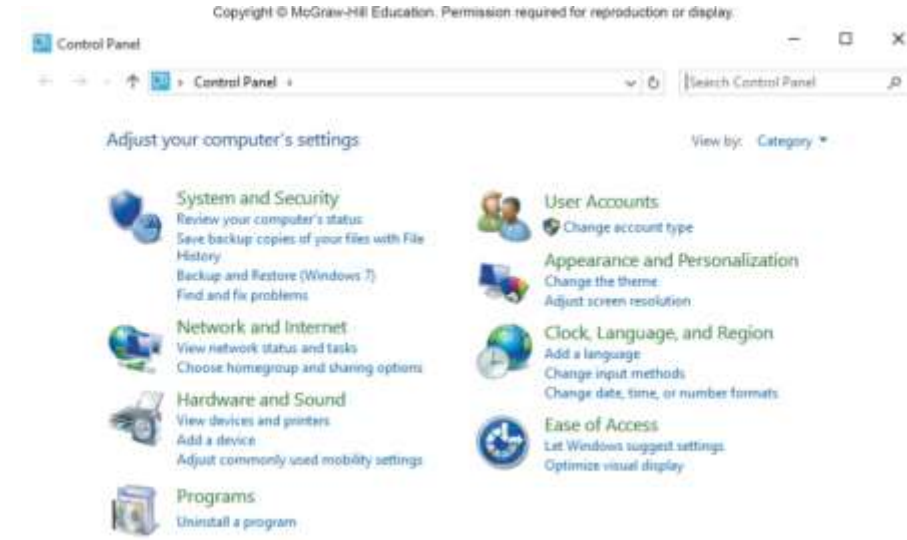 Copyright © McGraw-Hill Education. Permission required for reproduction or display.
Control Panel
Control Panel
Search Control Panel
Adjust your computer's settings
View by: Category
System and Security
Review your computer's status
Save backup copies of your files with File
History
Backup and Restore (Windows 7)
Find and fix problems
Network and Internet
View network status and tasks
Choose homegroup and sharing options
Hardware and Sound
View devices and printers
Add a device
Adjust commonly used mobility settings
Programs
Uninstall a program
User Accounts
Change account type
Appearance and Personalization
Change the theme
Adjust screen resolution
Clock, Language, and Region
Add a language
Change input methods
Change date, time, or number formats
Ease of Access
Let Windows suggest settings
Optimize visual display